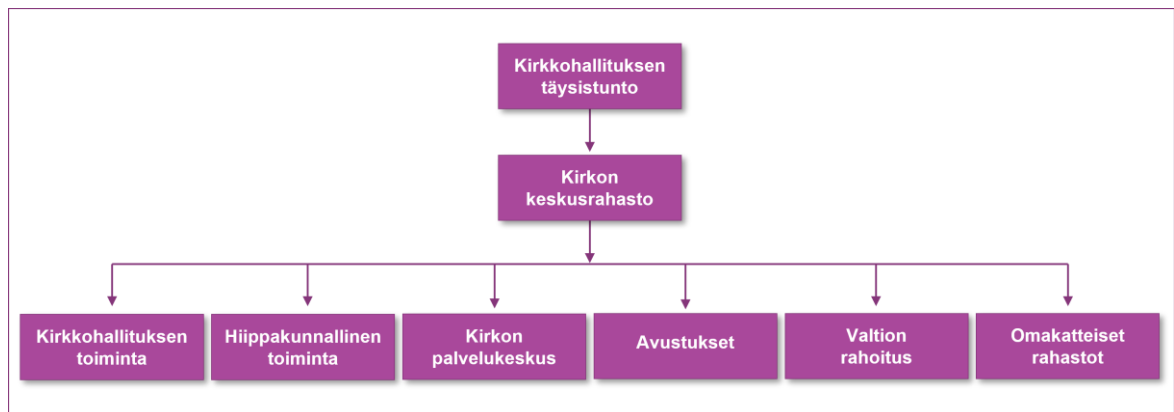 Kirkkohallituksen
täysistunto
Kirkon
keskusrahasto
Kirkkohallituksen
toiminta
Hiippakunnallinen
toiminta
Kirkon
palvelukeskus
Avustukset
Valtion
rahoitus
Omakatteiset
rahastot